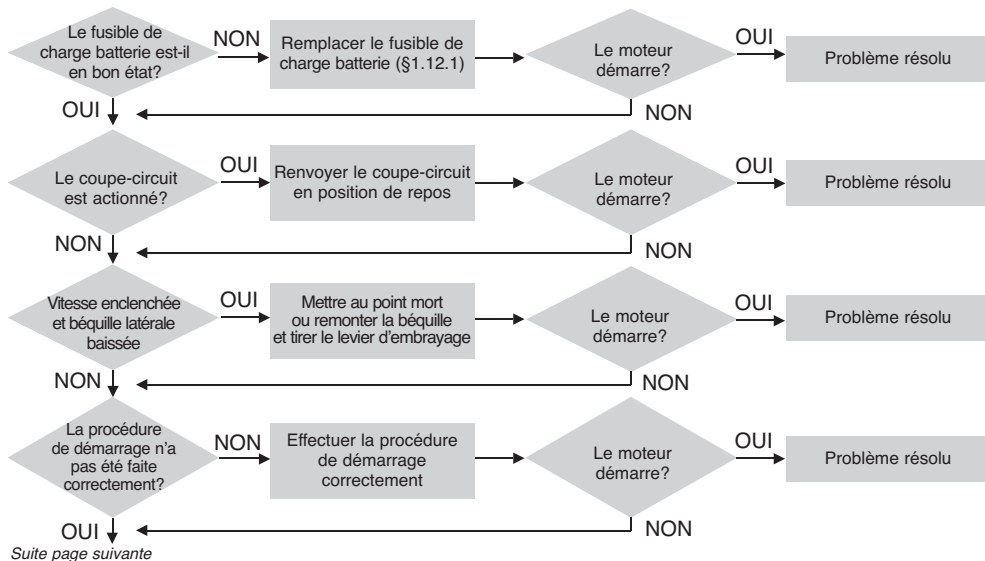 Le fusible de
charge batterie est-il
en bon état?
NON
Remplacer le fusible de
charge batterie (§1.12.1)
Le moteur
démarre?
OUI
Problème résolu
OUI
NON
Le coupe-circuit
est actionné?
OUI
Renvoyer le coupe-circuit
en position de repos
Le moteur
démarre?
OUI
Problème résolu
NON
NON
Vitesse enclenchée
et béquille latérale
baissée
OUI
Mettre au point mort
ou remonter la béquille
et tirer le levier d'embrayage
Le moteur
démarre?
OUI
Problème résolu
NON
NON
La procédure
de démarrage n'a
pas été faite
correctement?
NON
Effectuer la procédure
de démarrage
correctement
Le moteur
démarre?
OUI
Problème résolu
OUI
NON
Suite page suivante